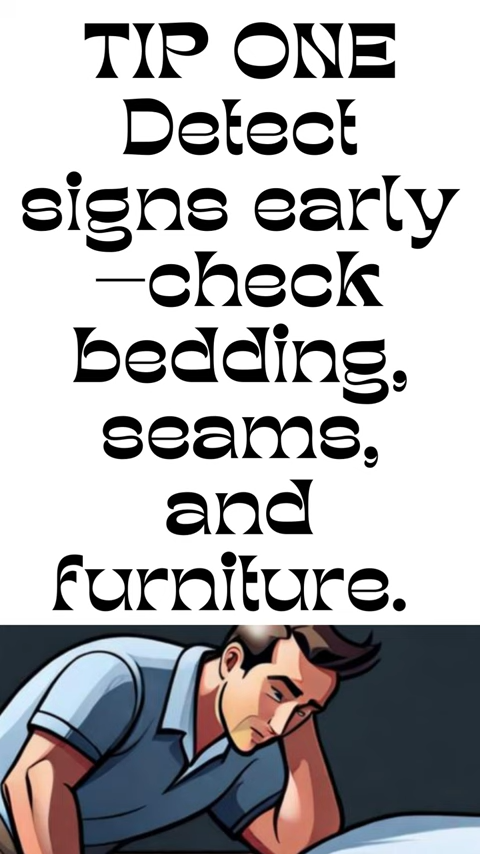 TIP ONE
Detect
signs early
—check
bedding,
seams,
and
furniture.